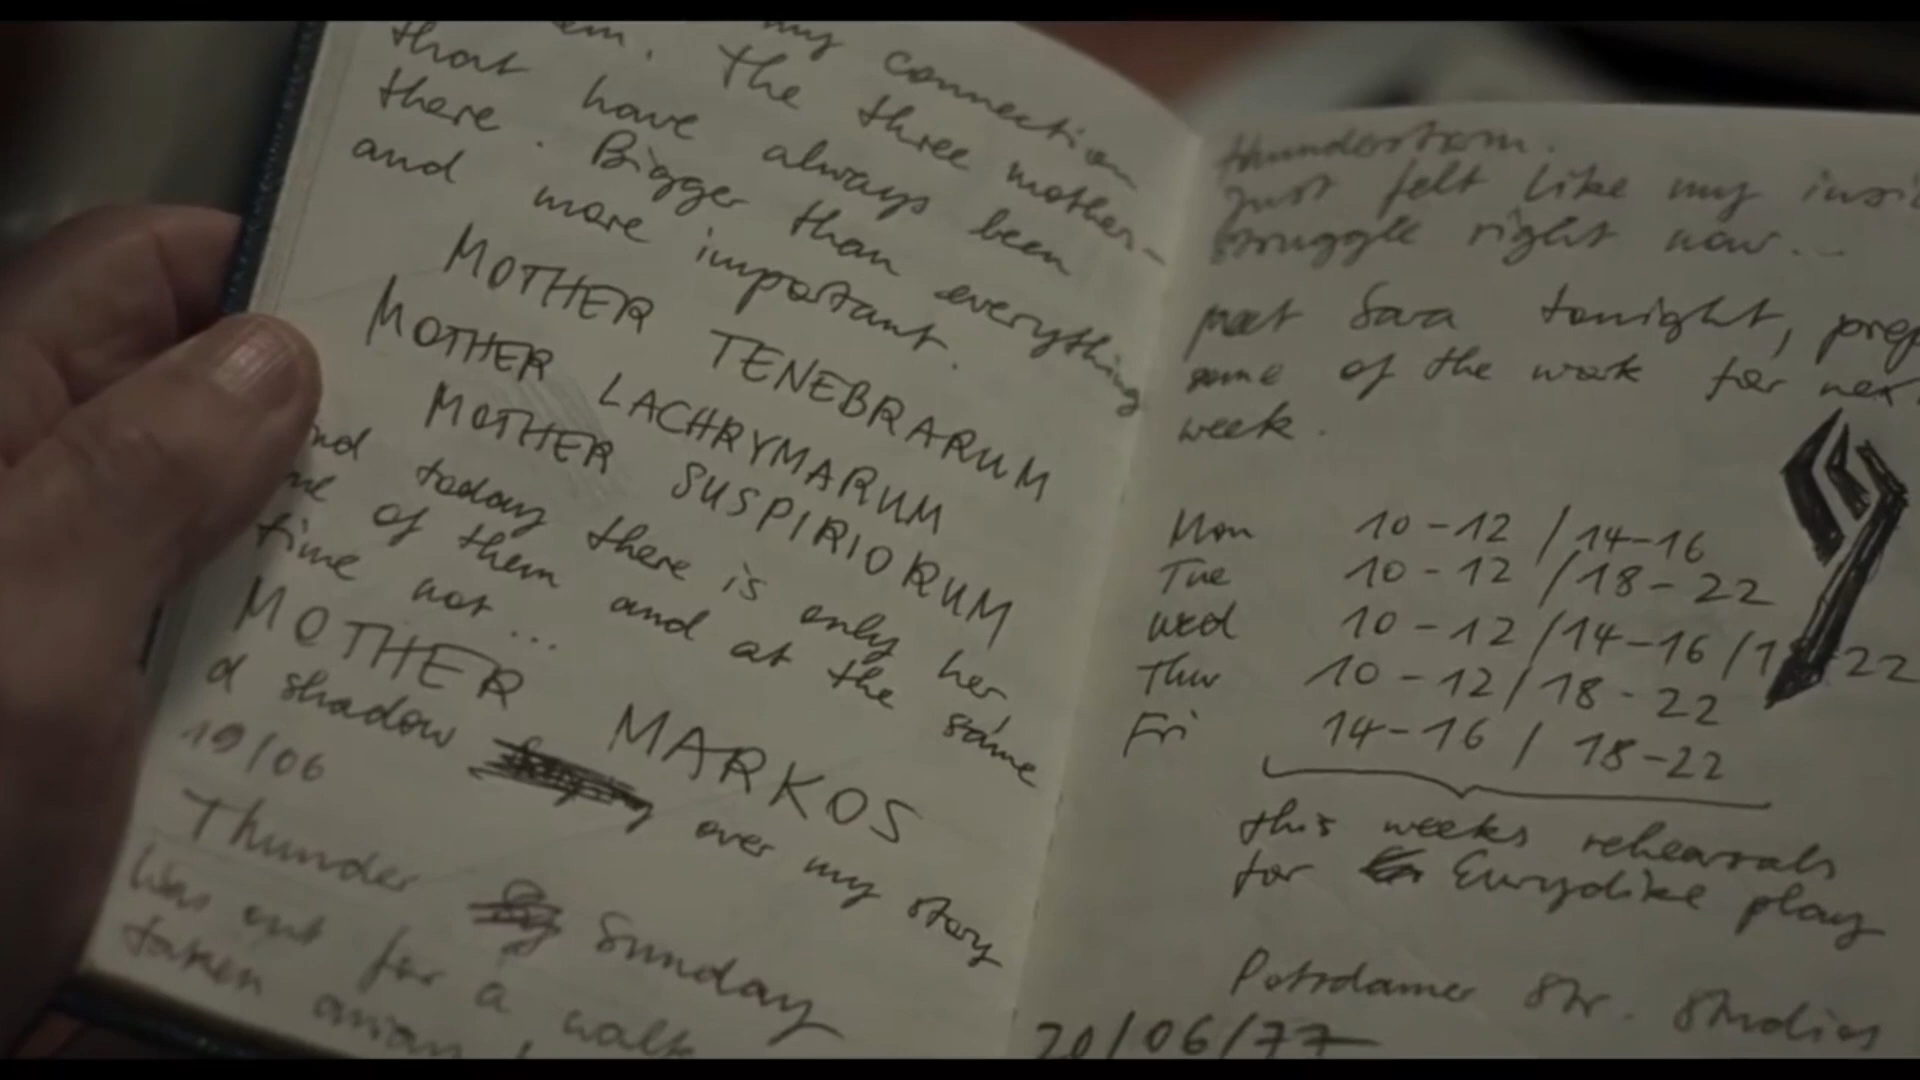 my connection
The three mother-
that have always been
there. Bigger than everything
and more important.
MOTHER TENEBRARUM
MOTHER LACHRYMARUM
MOTHER SUSPIRIORUM
today there is only her
of them and at the same
time not...
MOTHER MARKOS
a shadow over my story
19/06
Thunder Sunday
Was out for a walk
taken
thunderstorm.
just felt like my
struggle right now...
meet Sara tonight,
some of the work for
week.
Mon 10-12 / 14-16
Tue 10-12 / 18-22
Wed 10-12 / 14-16 / 22
Thur 10-12 / 18-22
Fri 14-16 / 18-22
this weeks rehearsals
for Eurydike play
Potsdamer Str. Studios
20/06/77